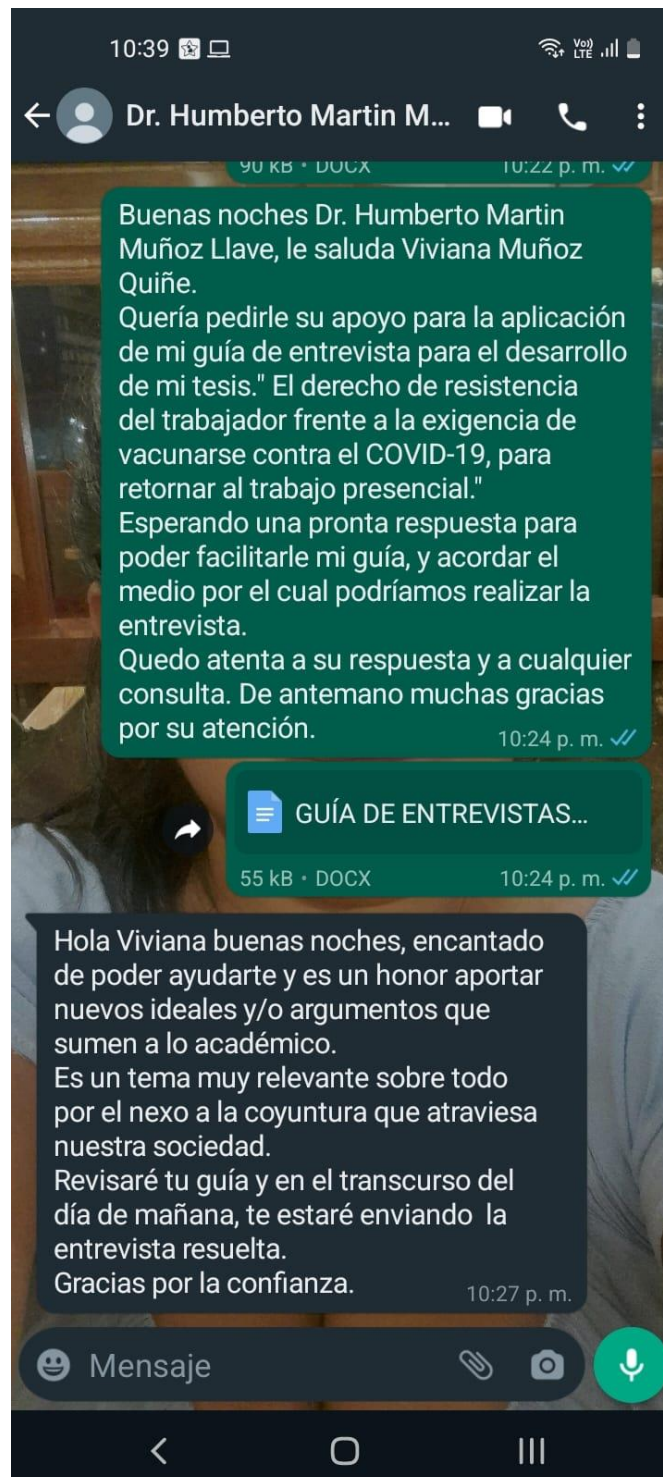 10:39
Vo)) LTE
Dr. Humberto Martin M...
90 kB • DOCX 10:22 p. m.
Buenas noches Dr. Humberto Martin
Muñoz Llave, le saluda Viviana Muñoz
Quiñe.
Quería pedirle su apoyo para la aplicación
de mi guía de entrevista para el desarrollo
de mi tesis." El derecho de resistencia
del trabajador frente a la exigencia de
vacunarse contra el COVID-19, para
retornar al trabajo presencial."
Esperando una pronta respuesta para
poder facilitarle mi guía, y acordar el
medio por el cual podríamos realizar la
entrevista.
Quedo atenta a su respuesta y a cualquier
consulta. De antemano muchas gracias
por su atención. 10:24 p. m.
GUÍA DE ENTREVISTAS...
55 kB • DOCX 10:24 p. m.
Hola Viviana buenas noches, encantado
de poder ayudarte y es un honor aportar
nuevos ideales y/o argumentos que
sumen a lo académico.
Es un tema muy relevante sobre todo
por el nexo a la coyuntura que atraviesa
nuestra sociedad.
Revisaré tu guía y en el transcurso del
día de mañana, te estaré enviando la
entrevista resuelta.
Gracias por la confianza. 10:27 p. m.
Mensaje